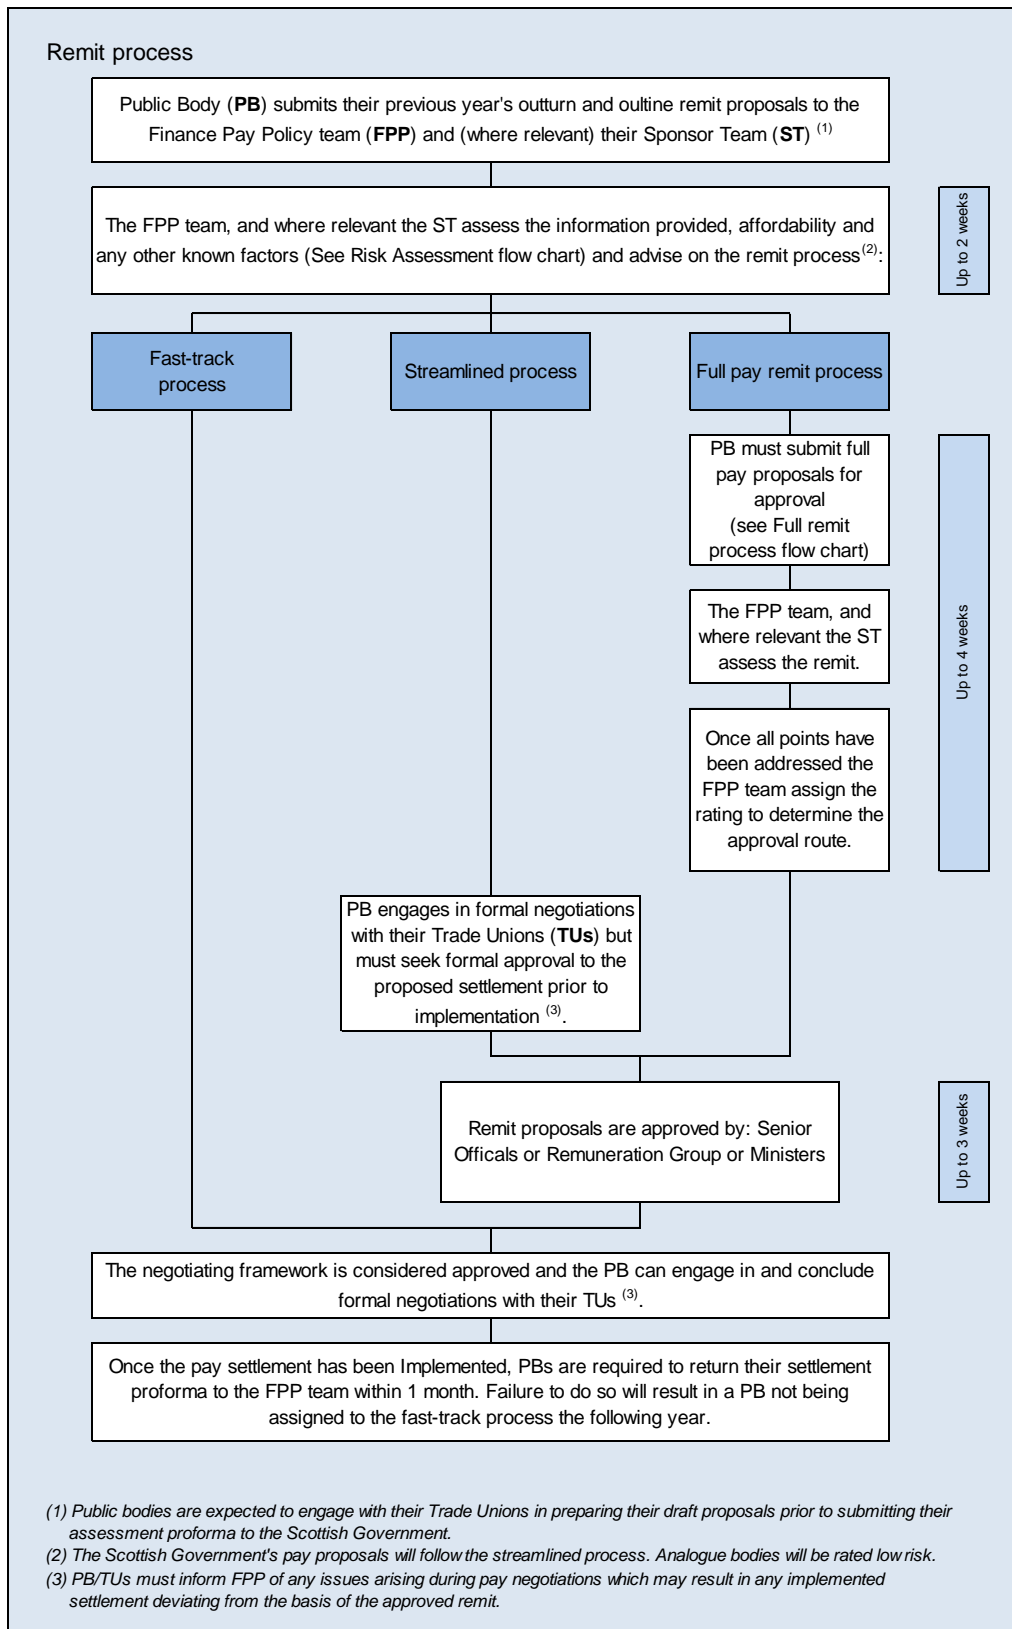 Remit process
Public Body (PB) submits their previous year's outturn and oultine remit proposals to the
Finance Pay Policy team (FPP) and (where relevant) their Sponsor Team (ST) (1)
The FPP team, and where relevant the ST assess the information provided, affordability and
any other known factors (See Risk Assessment flow chart) and advise on the remit process(2):
Up to 2 weeks
Fast-track
process
Streamlined process
Full pay remit process
PB must submit full
pay proposals for
approval
(see Full remit
process flow chart)
The FPP team, and
where relevant the ST
assess the remit.
Once all points have
been addressed the
FPP team assign the
rating to determine the
approval route.
Up to 4 weeks
PB engages in formal negotiations
with their Trade Unions (TUs) but
must seek formal approval to the
proposed settlement prior to
implementation (3).
Remit proposals are approved by: Senior
Officals or Remuneration Group or Ministers
Up to 3 weeks
The negotiating framework is considered approved and the PB can engage in and conclude
formal negotiations with their TUs (3).
Once the pay settlement has been Implemented, PBs are required to return their settlement
proforma to the FPP team within 1 month. Failure to do so will result in a PB not being
assigned to the fast-track process the following year.
(1) Public bodies are expected to engage with their Trade Unions in preparing their draft proposals prior to submitting their
assessment proforma to the Scottish Government.
(2) The Scottish Government's pay proposals will follow the streamlined process. Analogue bodies will be rated low risk.
(3) PB/TUs must inform FPP of any issues arising during pay negotiations which may result in any implemented
settlement deviating from the basis of the approved remit.